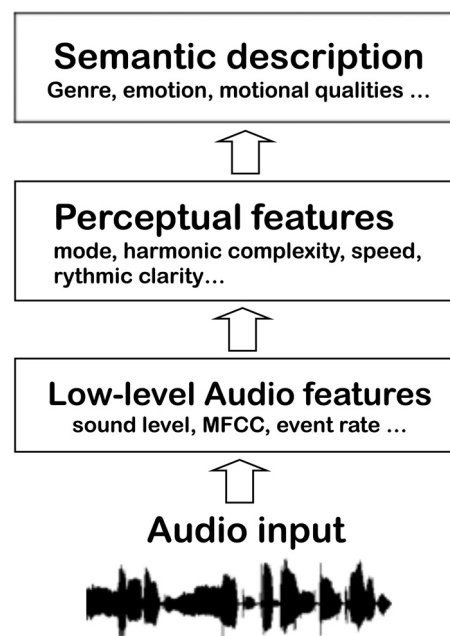 Semantic description
Genre, emotion, motional qualities ...
Perceptual features
mode, harmonic complexity, speed,
rythmic clarity...
Low-level Audio features
sound level, MFCC, event rate ...
Audio input